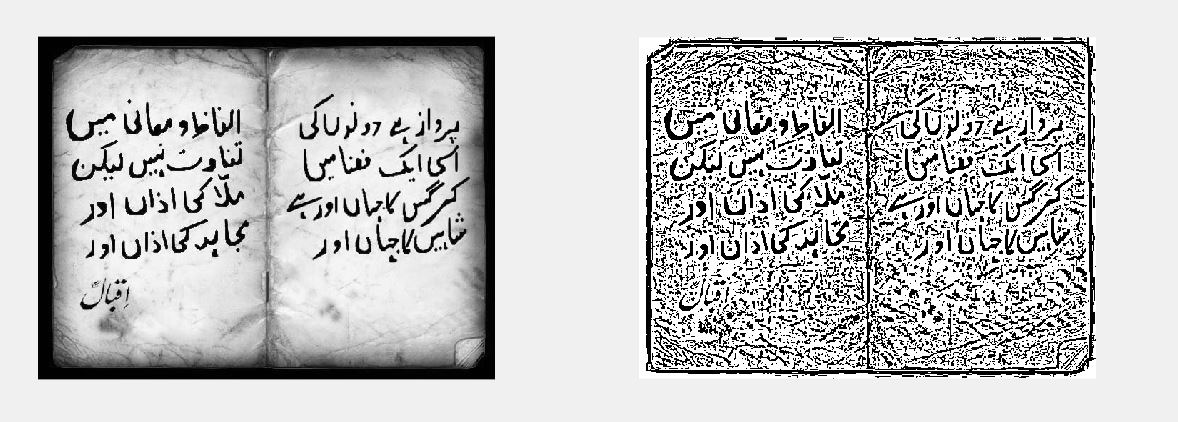 پرواز ہے دونوں کی
اسی ایک فضا میں
کرگس کا جہاں اور ہے
شاہیں کا جہاں اور
الفاظ و معانی میں
تفاوت نہیں لیکن
ملّا کی اذاں اور
مجاہد کی اذاں اور
اقبالؒ
پرواز ہے دونوں کی
اسی ایک فضا میں
کرگس کا جہاں اور ہے
شاہیں کا جہاں اور
الفاظ و معانی میں
تفاوت نہیں لیکن
ملّا کی اذاں اور
مجاہد کی اذاں اور
اقبال